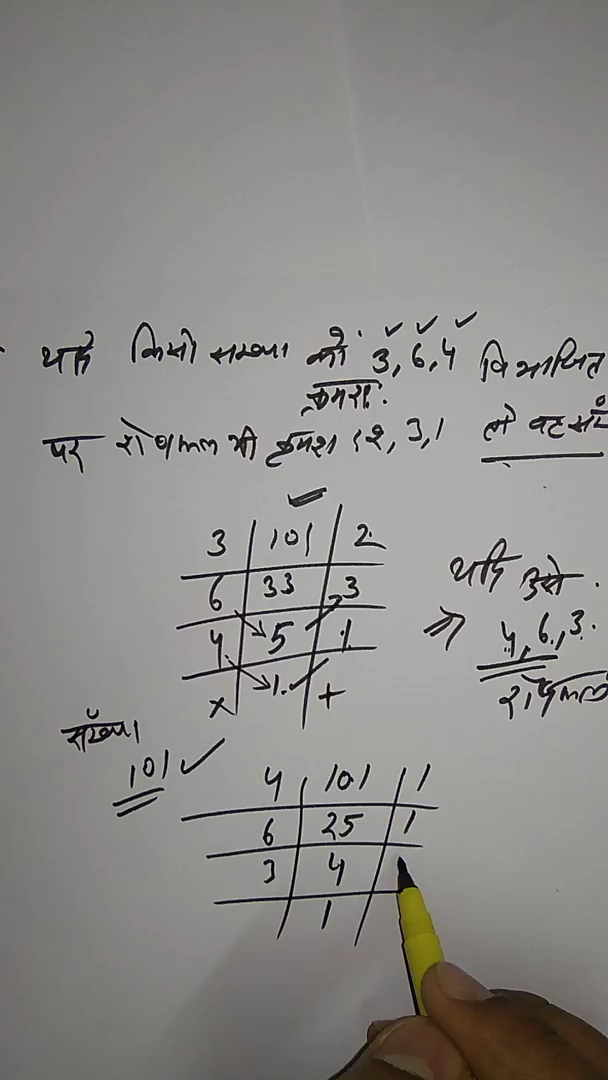 यदि किसी संख्या को 3, 6, 4 विभाजित
क्रमशः
पर शेषफल भी क्रमशः 2, 3, 1 तो वह सं
3 | 101 | 2
6 | 33 | 3
4 | 5 | 1
× 1 +
यदि उसे
⇒ 4, 6, 3.
शेषफल
संख्या
101 ✓
4 | 101 | 1
6 | 25 | 1
3 | 4
1